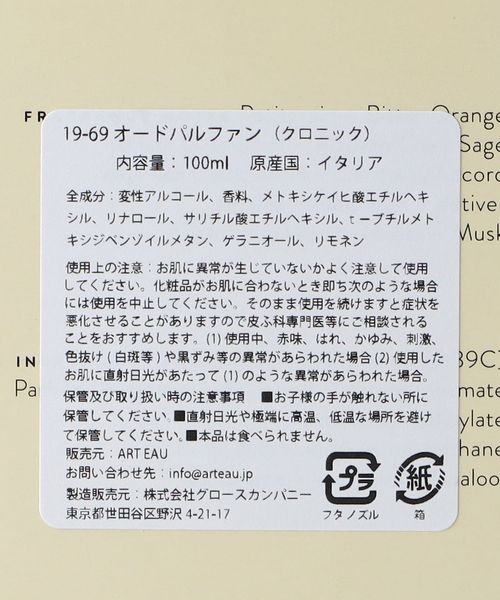 19-69 オードパルファン（クロニック）
内容量：100ml　原産国：イタリア
全成分：変性アルコール、香料、メトキシケイヒ酸エチルヘキ
シル、リナロール、サリチル酸エチルヘキシル、t－ブチルメト
キシジベンゾイルメタン、ゲラニオール、リモネン
使用上の注意：お肌に異常が生じていないかよく注意して使用
してください。化粧品がお肌に合わないとき即ち次のような場合
には使用を中止してください。そのまま使用を続けますと症状を
悪化させることがありますので皮ふ科専門医等にご相談される
ことをおすすめします。(1) 使用中、赤味、はれ、かゆみ、刺激、
色抜け (白斑等) や黒ずみ等の異常があらわれた場合 (2) 使用した
お肌に直射日光があたって (1) のような異常があらわれた場合。
保管及び取り扱い時の注意事項　■お子様の手が触れない所に
保管してください。■直射日光や極端に高温、低温な場所を避け
て保管してください。■本品は食べられません。
販売元：ART EAU
お問い合わせ先：info@arteau.jp
製造販売元：株式会社グロースカンパニー
東京都世田谷区野沢 4-21-17
プラ
フタ ノズル
紙
箱
FR
Orange
Sage
Musk
IN